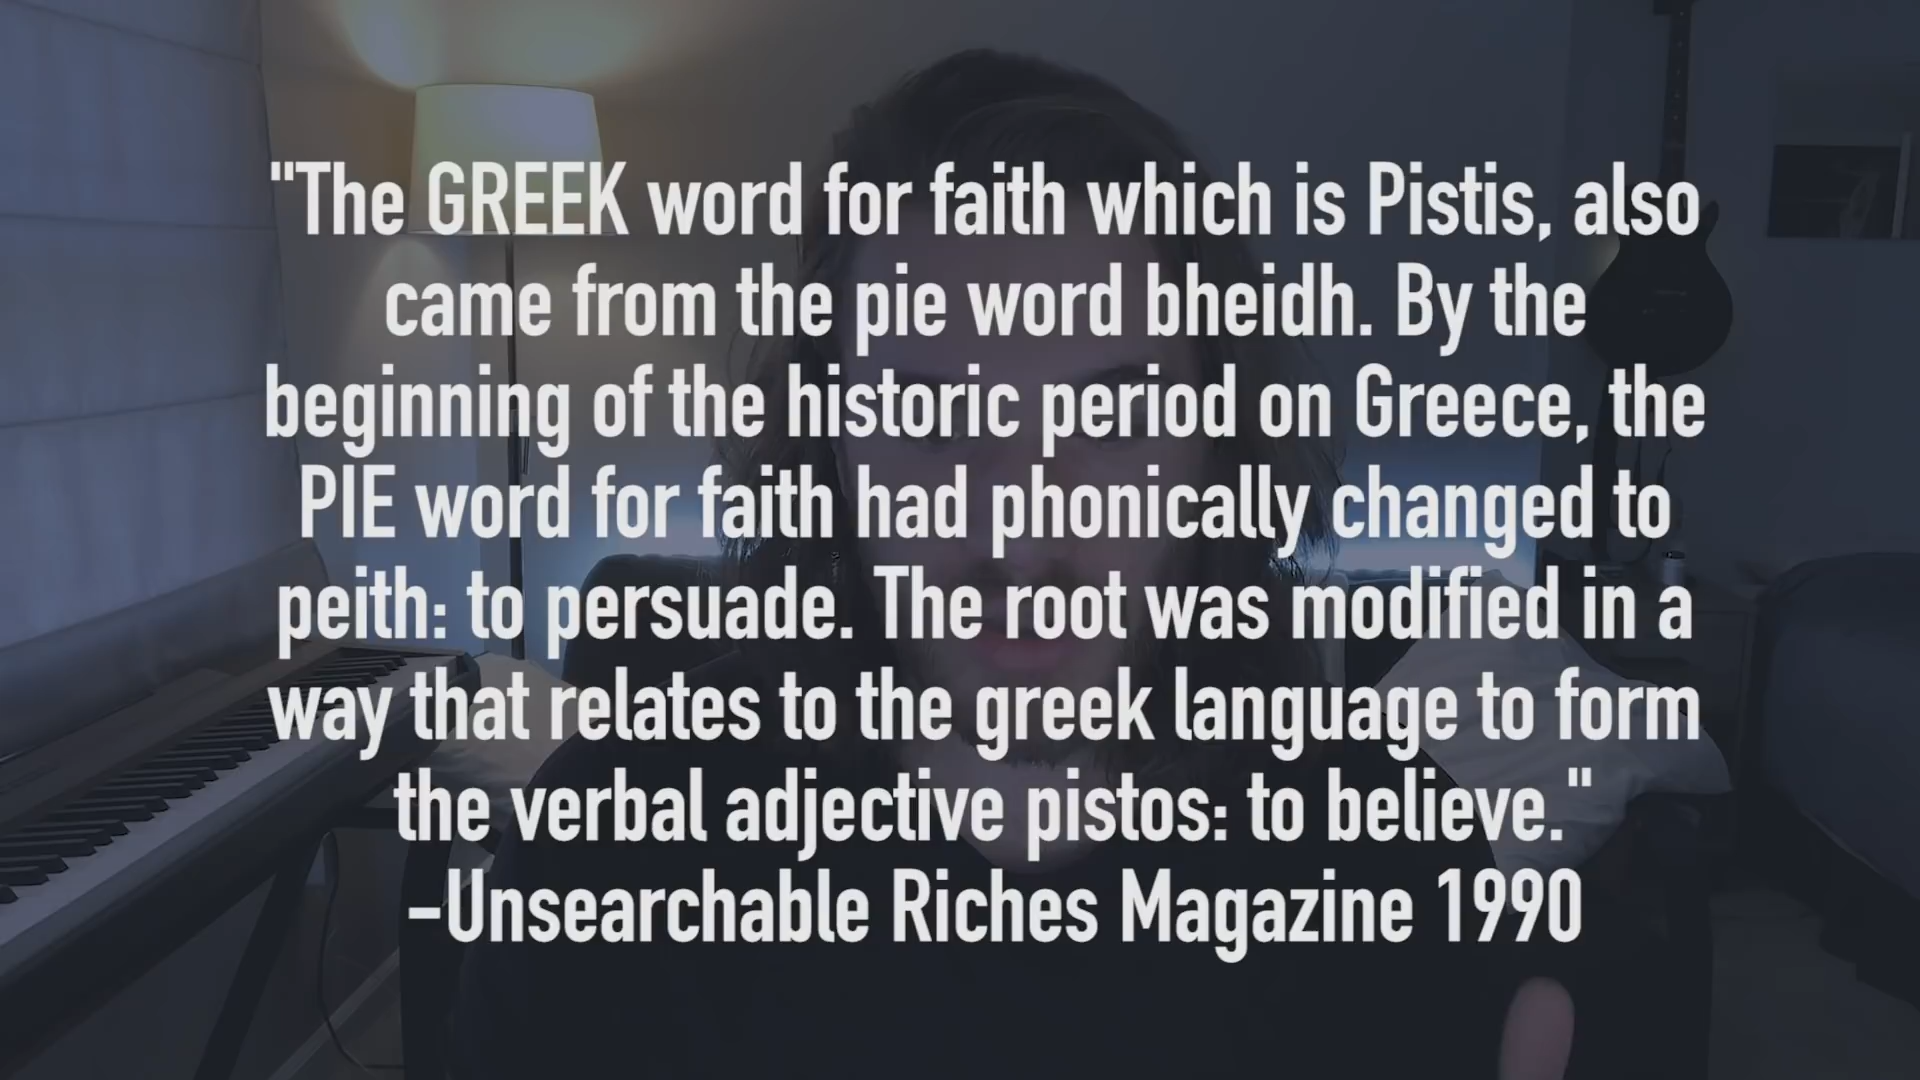 "The GREEK word for faith which is Pistis, also
came from the pie word bheidh. By the
beginning of the historic period on Greece, the
PIE word for faith had phonically changed to
peith: to persuade. The root was modified in a
way that relates to the greek language to form
the verbal adjective pistos: to believe."
-Unsearchable Riches Magazine 1990